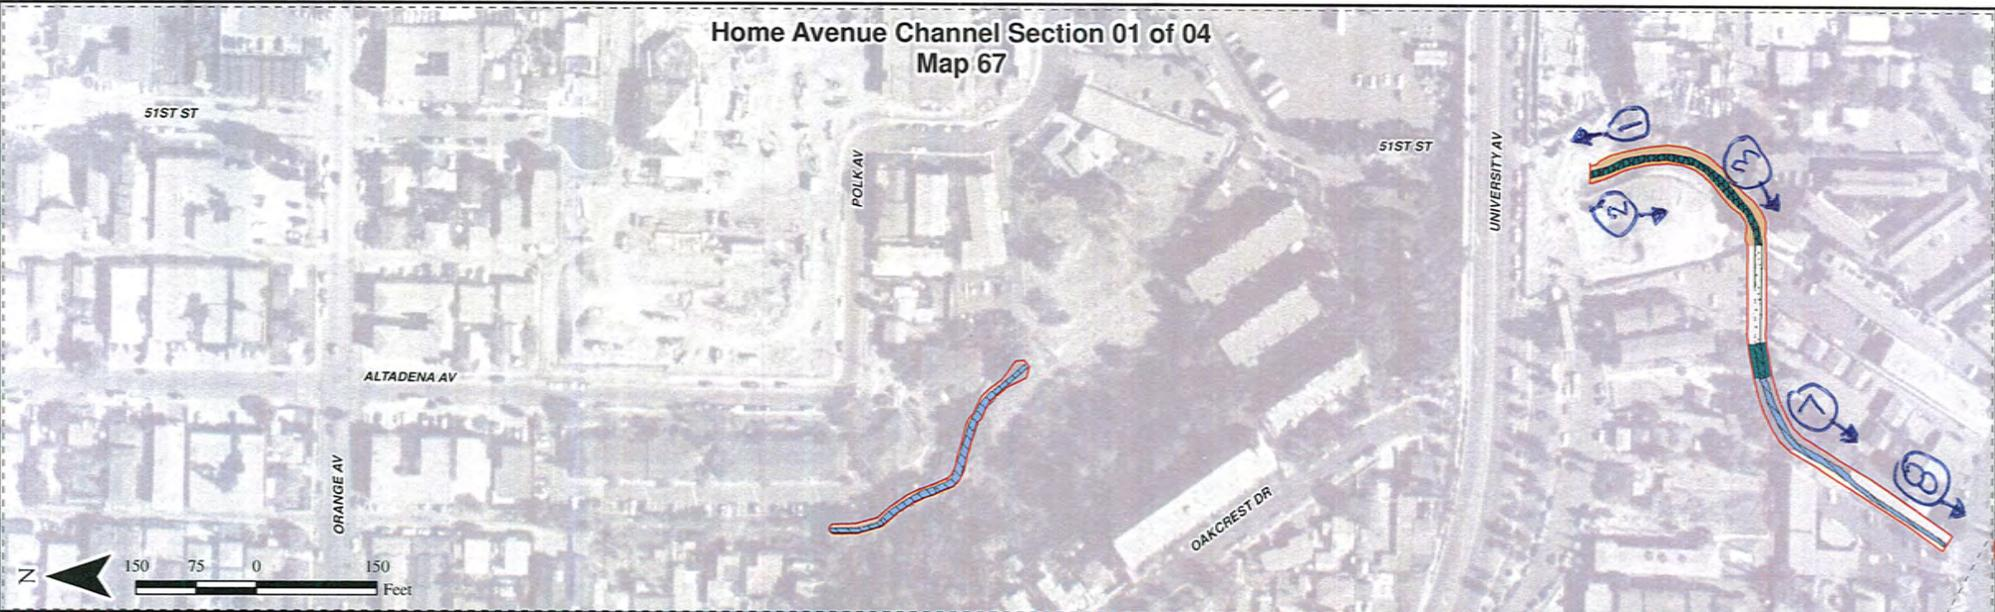 Home Avenue Channel Section 01 of 04
Map 67
51ST ST
POLK AV
51ST ST
UNIVERSITY AV
1
3
2
ALTADENA AV
7
ORANGE AV
OAKCREST DR
8
N
150 75 0 150
Feet